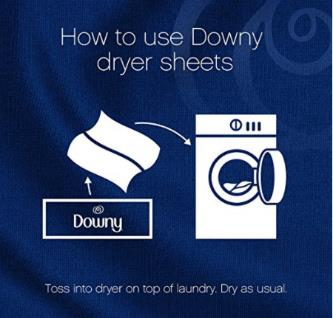 How to use Downy
dryer sheets
Downy
Toss into dryer on top of laundry. Dry as usual.